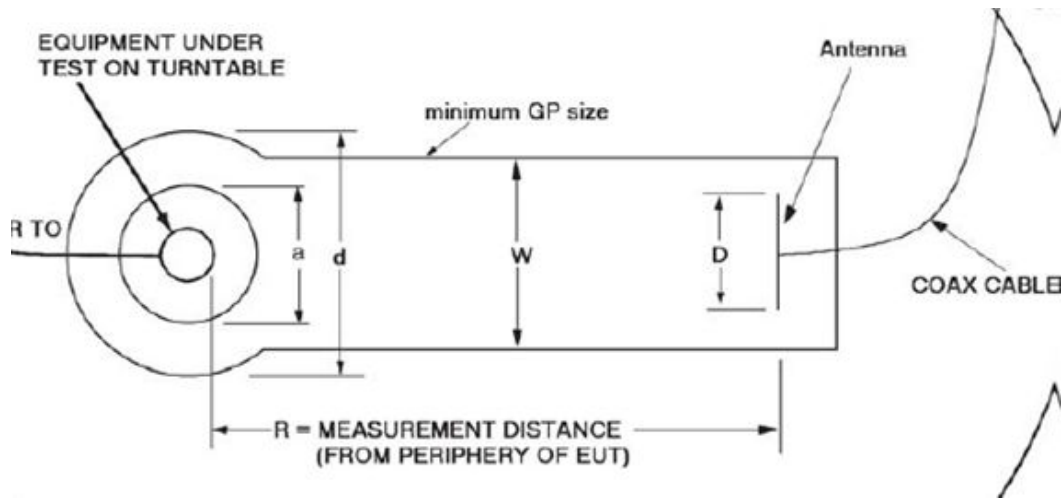 EQUIPMENT UNDER
TEST ON TURNTABLE
Antenna
minimum GP size
R TO
a
d
W
D
COAX CABLE
R = MEASUREMENT DISTANCE
(FROM PERIPHERY OF EUT)